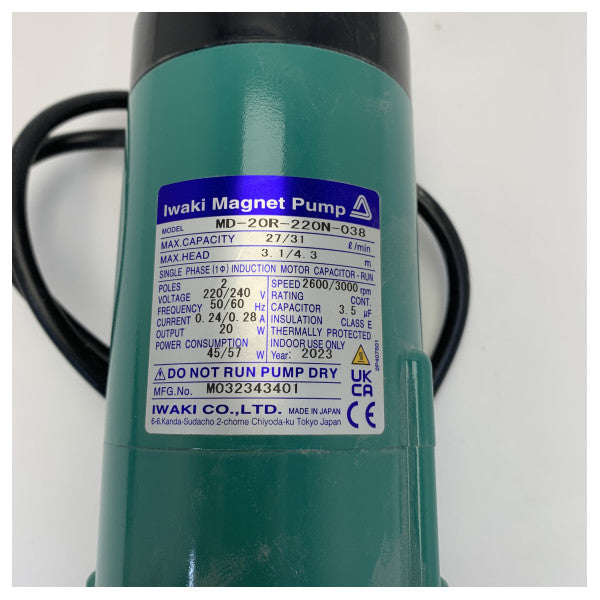 Iwaki Magnet Pump
MODEL MD-20R-220N-038
MAX.CAPACITY 27/31 ℓ/min
MAX.HEAD 3.1/4.3 m
SINGLE PHASE (1Φ) INDUCTION MOTOR CAPACITOR-RUN
POLES 2 SPEED 2600/3000 rpm
VOLTAGE 220/240 V RATING CONT.
FREQUENCY 50/60 Hz CAPACITOR 3.5 μF
CURRENT 0.24/0.28 A INSULATION CLASS E
OUTPUT 20 W THERMALLY PROTECTED
POWER CONSUMPTION INDOOR USE ONLY
45/57 W Year: 2023
⚠DO NOT RUN PUMP DRY
MFG.No. M032343401
UK
CA
CE
IWAKI CO.,LTD. MADE IN JAPAN
6-6.Kanda-Sudacho 2-chome Chiyoda-ku Tokyo Japan